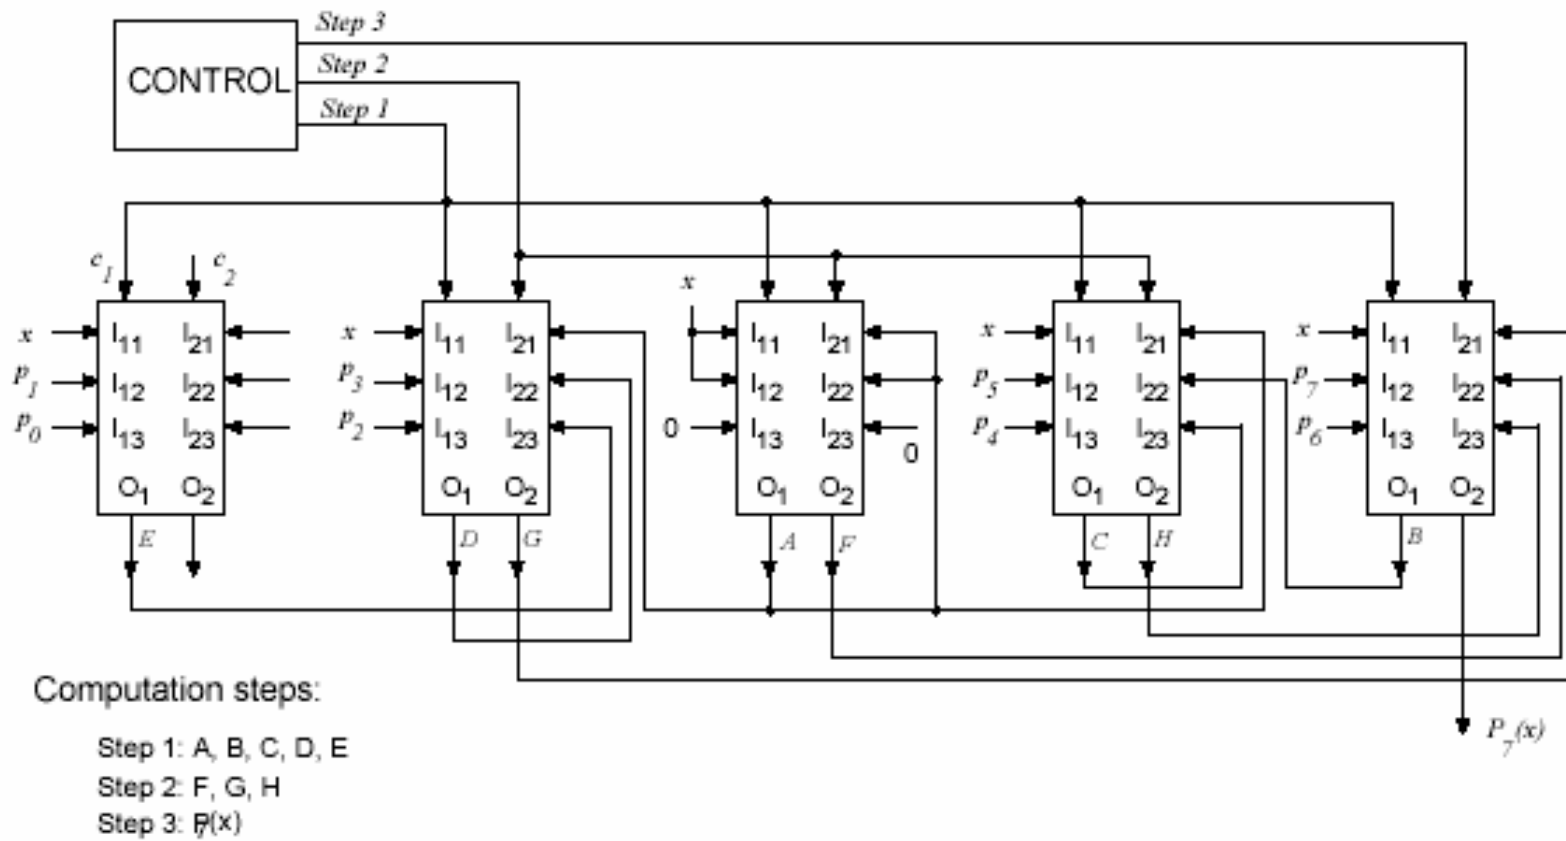 Step 3
CONTROL
Step 2
Step 1
c1 c2
x
x I11 I21
p1 I12 I22
p0 I13 I23
O1 O2
E
x I11 I21
p3 I12 I22
p2 I13 I23
O1 O2
D G
I11 I21
I12 I22
0 I13 I23 0
O1 O2
A F
x I11 I21
p5 I12 I22
p4 I13 I23
O1 O2
C H
x I11 I21
p7 I12 I22
p6 I13 I23
O1 O2
B
P7(x)
Computation steps:
Step 1: A, B, C, D, E
Step 2: F, G, H
Step 3: P7(x)